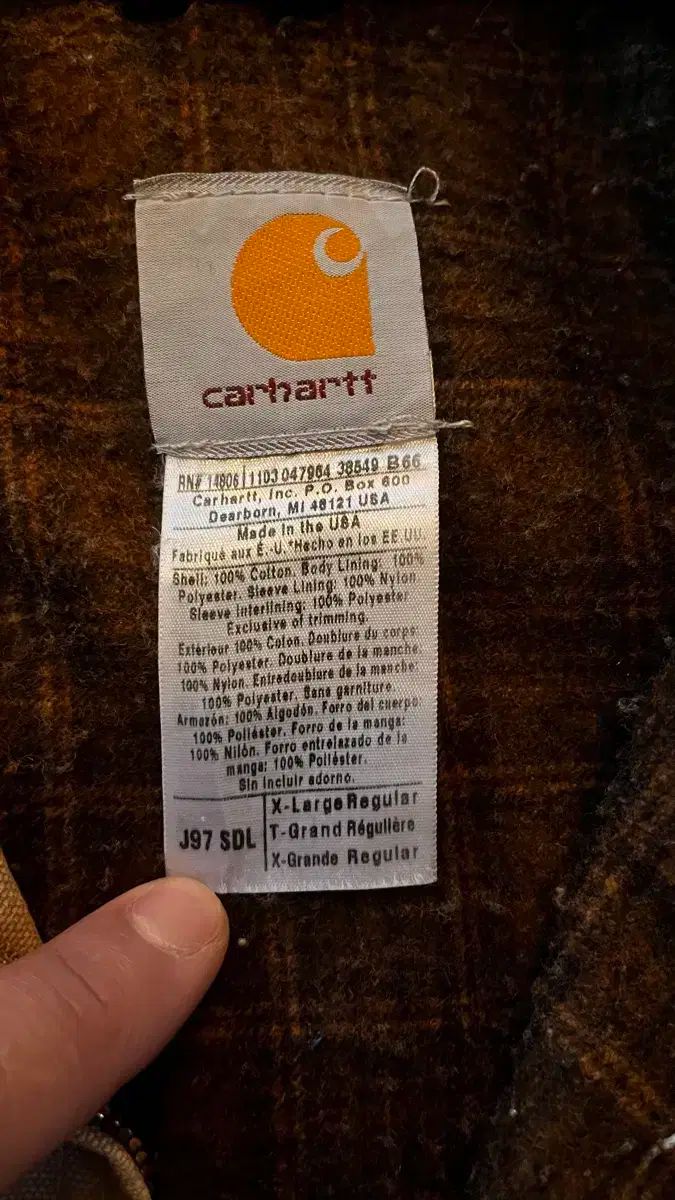 carhartt
RN# 14806 1103 047964 38549 B66
Carhartt, Inc. P.O. Box 600
Dearborn, MI 48121 USA
Made in the USA
Fabriqué aux É.-U. *Hecho en los EE UU.
Shell: 100% Cotton. Body Lining: 100%
Polyester. Sleeve Lining: 100% Nylon.
Sleeve Interlining: 100% Polyester
Exclusive of trimming.
Extérieur 100% Coton. Doublure du corps:
100% Polyester. Doublure de la manche:
100% Nylon. Entredoublure de la manche:
100% Polyester. Sans garniture.
Armazón: 100% Algodón. Forro del cuerpo:
100% Poliéster. Forro de la manga:
100% Nilón. Forro entrelazado de la
manga: 100% Poliéster.
Sin incluir adorno.
J97 SDL
X-Large Regular
T-Grand Régulière
X-Grande Regular